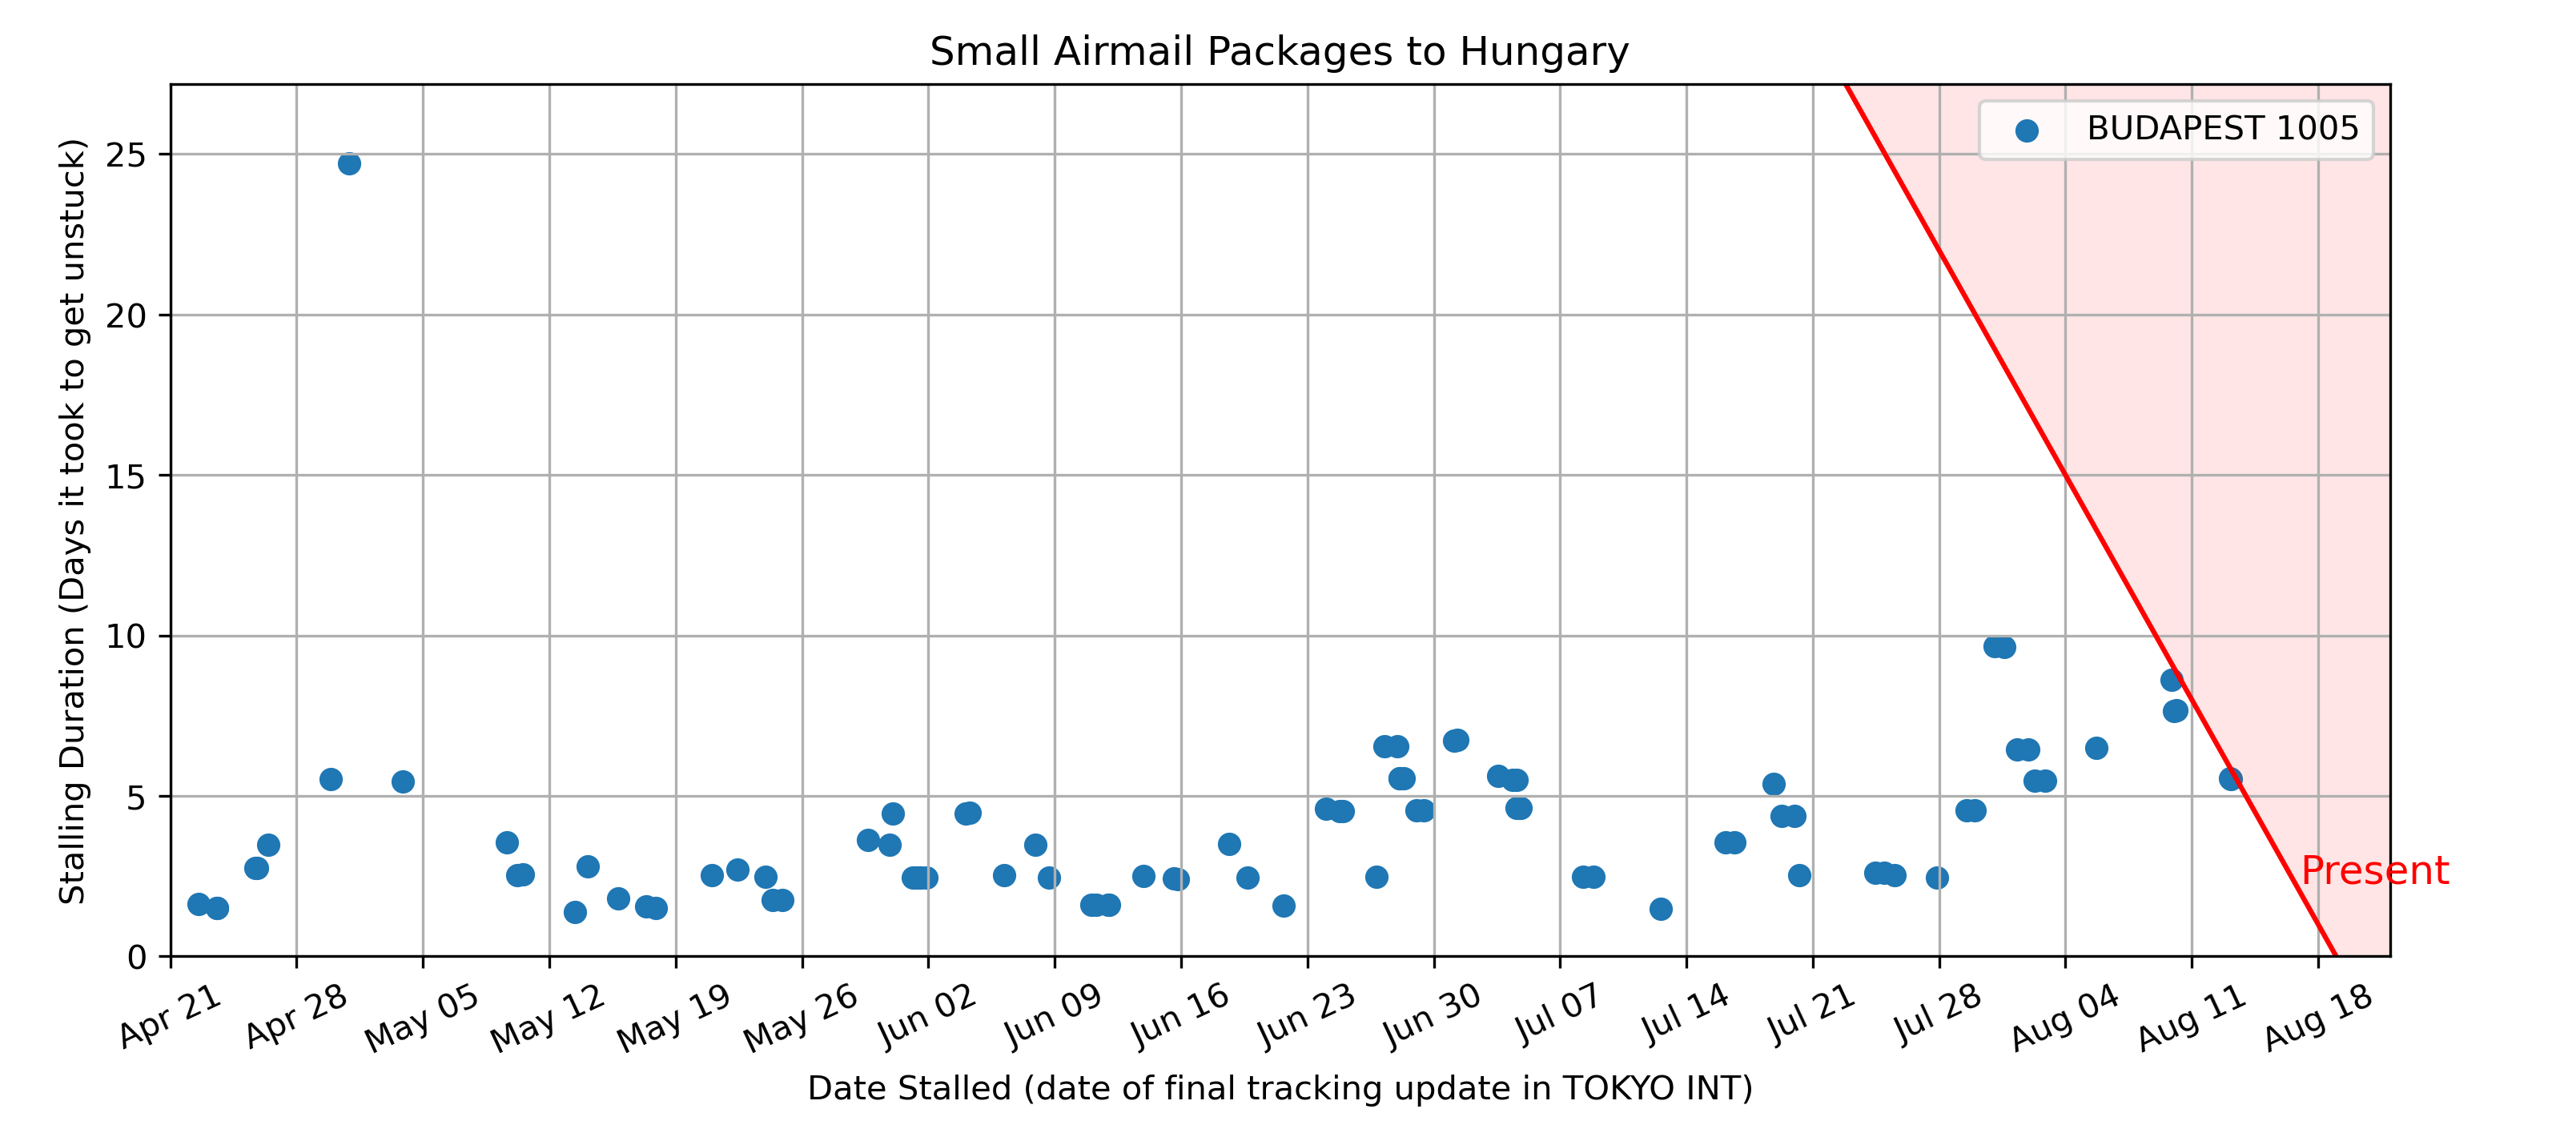 Small Airmail Packages to Hungary
BUDAPEST 1005
Stalling Duration (Days it took to get unstuck)
25
20
15
10
5
0
Present
Apr 21
Apr 28
May 05
May 12
May 19
May 26
Jun 02
Jun 09
Jun 16
Jun 23
Jun 30
Jul 07
Jul 14
Jul 21
Jul 28
Aug 04
Aug 11
Aug 18
Date Stalled (date of final tracking update in TOKYO INT)